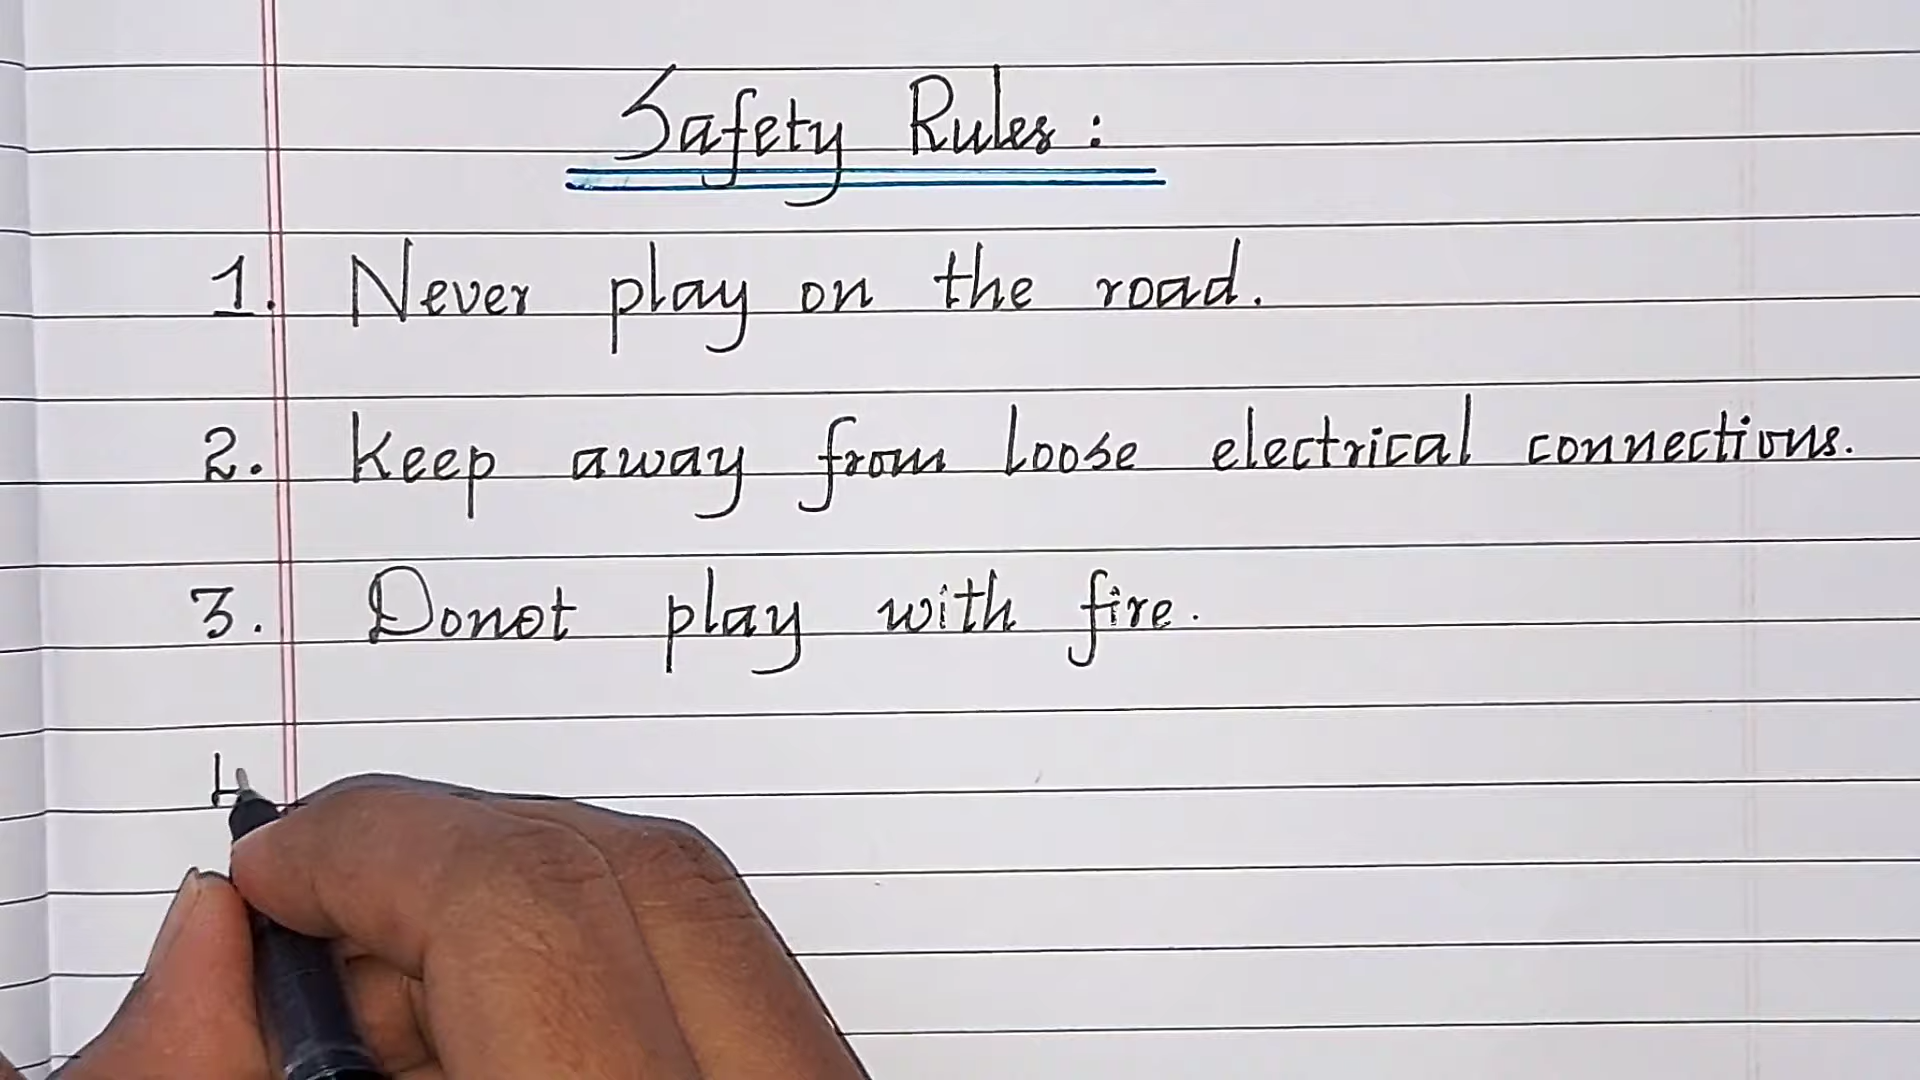 Safety Rules:
1. Never play on the road.
2. Keep away from loose electrical connections.
3. Donot play with fire.
4